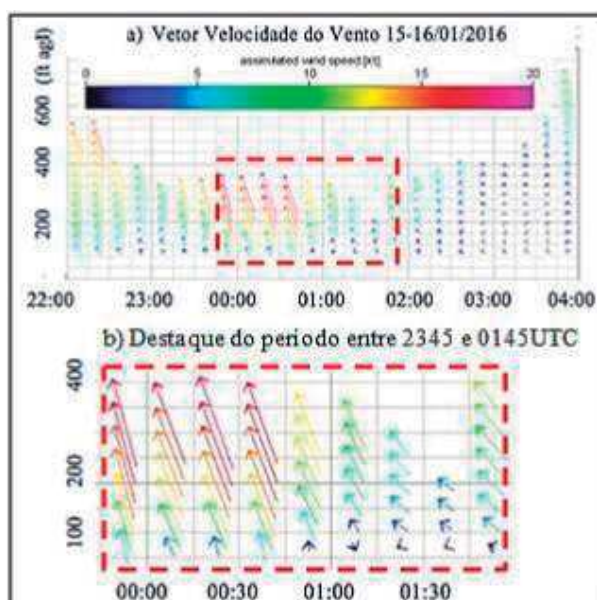 a) Vetor Velocidade do Vento 15-16/01/2016
assimilated wind speed [kt]
0 5 10 15 20
(ft agl)
600
400
200
22:00 23:00 00:00 01:00 02:00 03:00 04:00
b) Destaque do período entre 2345 e 0145UTC
400
200
100
00:00 00:30 01:00 01:30